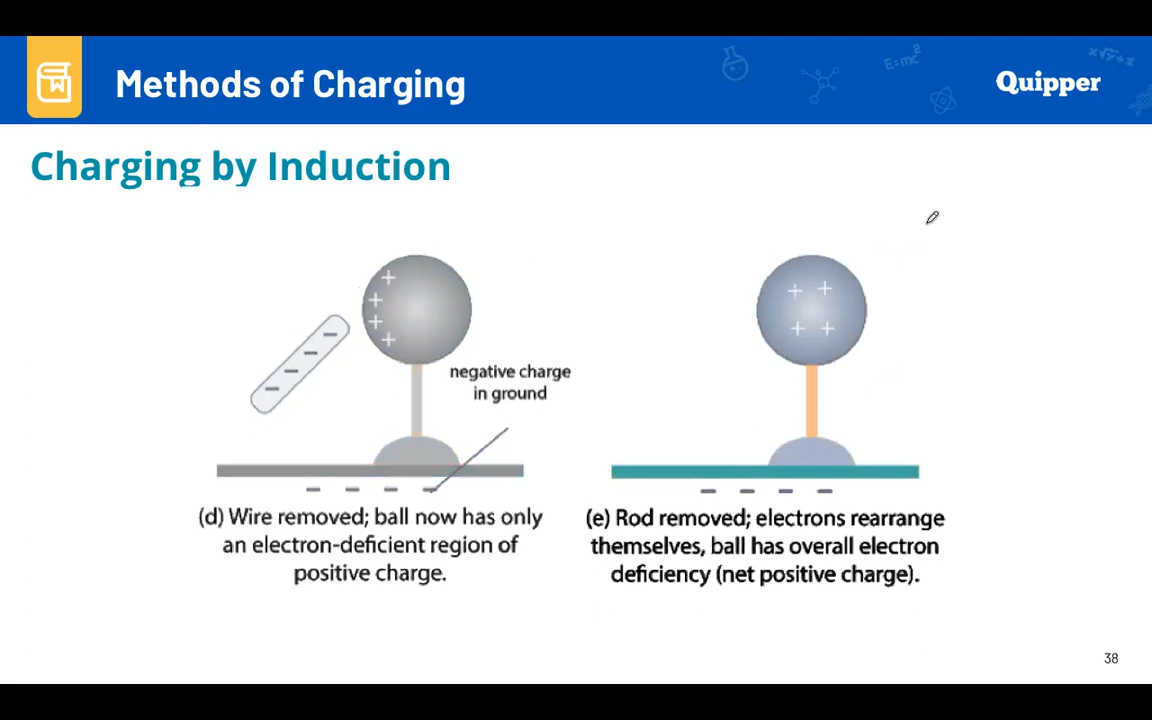 Methods of Charging
E=mc²
Quipper
Charging by Induction
+
+
+
+
+ +
+ +
negative charge
in ground
(d) Wire removed; ball now has only
an electron-deficient region of
positive charge.
(e) Rod removed; electrons rearrange
themselves, ball has overall electron
deficiency (net positive charge).
38